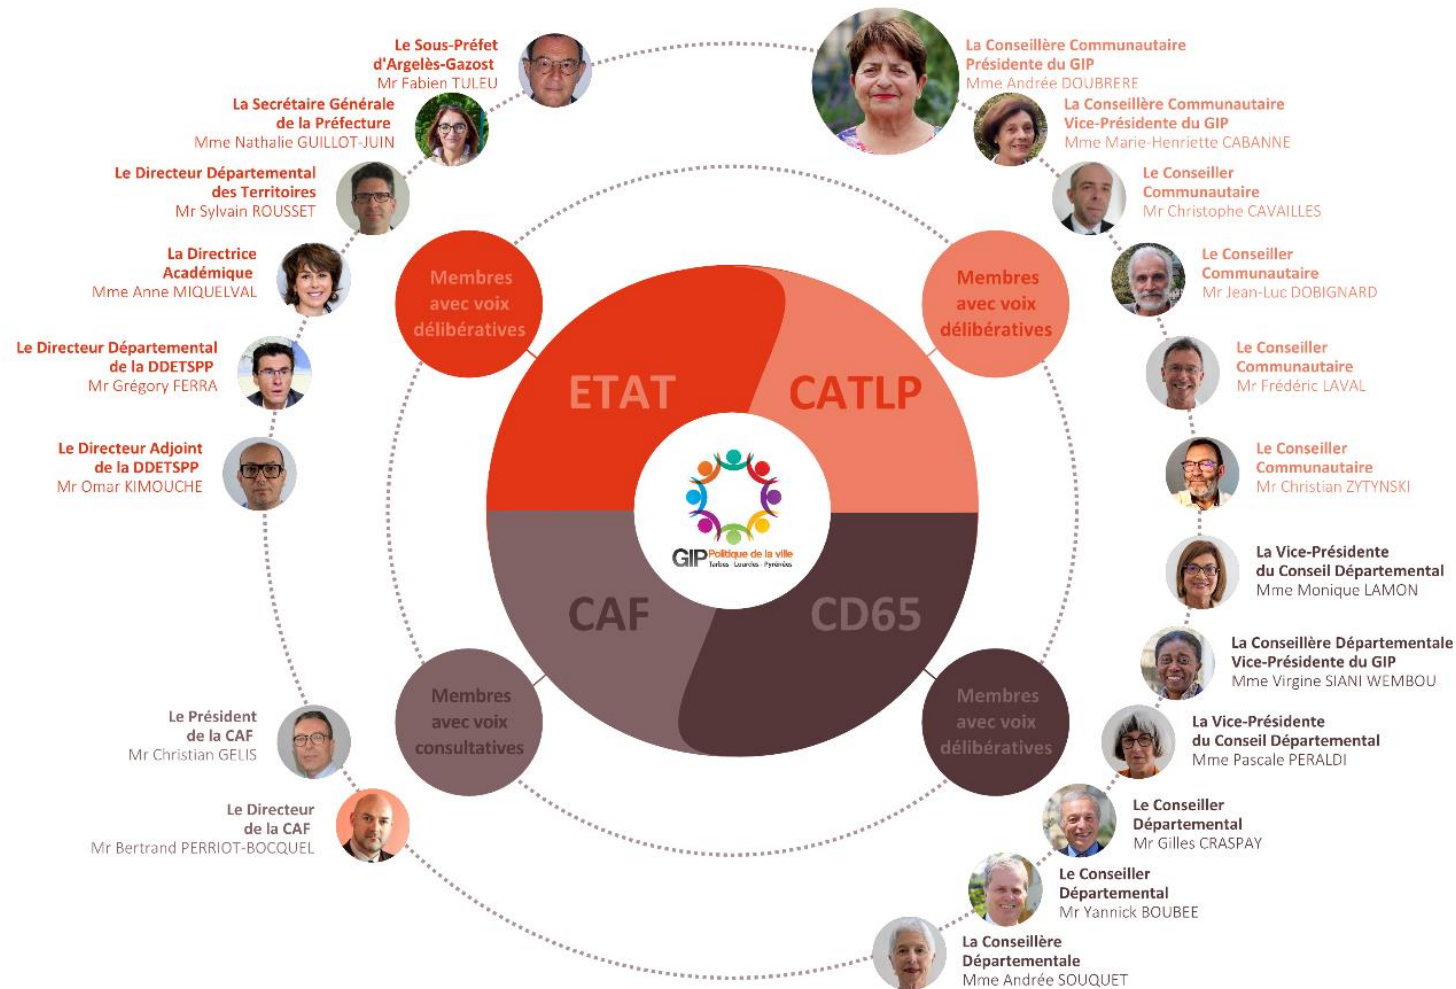 Le Sous-Préfet
d'Argelès-Gazost
Mr Fabien TULEU
La Secrétaire Générale
de la Préfecture
Mme Nathalie GUILLOT-JUIN
Le Directeur Départemental
des Territoires
Mr Sylvain ROUSSET
La Directrice
Académique
Mme Anne MIQUELVAL
Le Directeur Départemental
de la DDETSPP
Mr Grégory FERRA
Le Directeur Adjoint
de la DDETSPP
Mr Omar KIMOUCHE
La Conseillère Communautaire
Présidente du GIP
Mme Andrée DOUBRERE
La Conseillère Communautaire
Vice-Présidente du GIP
Mme Marie-Henriette CABANNE
Le Conseiller
Communautaire
Mr Christophe CAVAILLES
Le Conseiller
Communautaire
Mr Jean-Luc DOBIGNARD
Le Conseiller
Communautaire
Mr Frédéric LAVAL
Le Conseiller
Communautaire
Mr Christian ZYTYNSKI
Membres
avec voix
délibératives
Membres
avec voix
délibératives
ETAT
CATLP
GIP Politique de la ville
Tarbes - Lourdes - Pyrénées
CAF
CD65
Membres
avec voix
consultatives
Membres
avec voix
délibératives
La Vice-Présidente
du Conseil Départemental
Mme Monique LAMON
La Conseillère Départementale
Vice-Présidente du GIP
Mme Virgine SIANI WEMBOU
La Vice-Présidente
du Conseil Départemental
Mme Pascale PERALDI
Le Conseiller
Départemental
Mr Gilles CRASPAY
Le Conseiller
Départemental
Mr Yannick BOUBEE
La Conseillère
Départementale
Mme Andrée SOUQUET
Le Président
de la CAF
Mr Christian GELIS
Le Directeur
de la CAF
Mr Bertrand PERRIOT-BOCQUEL